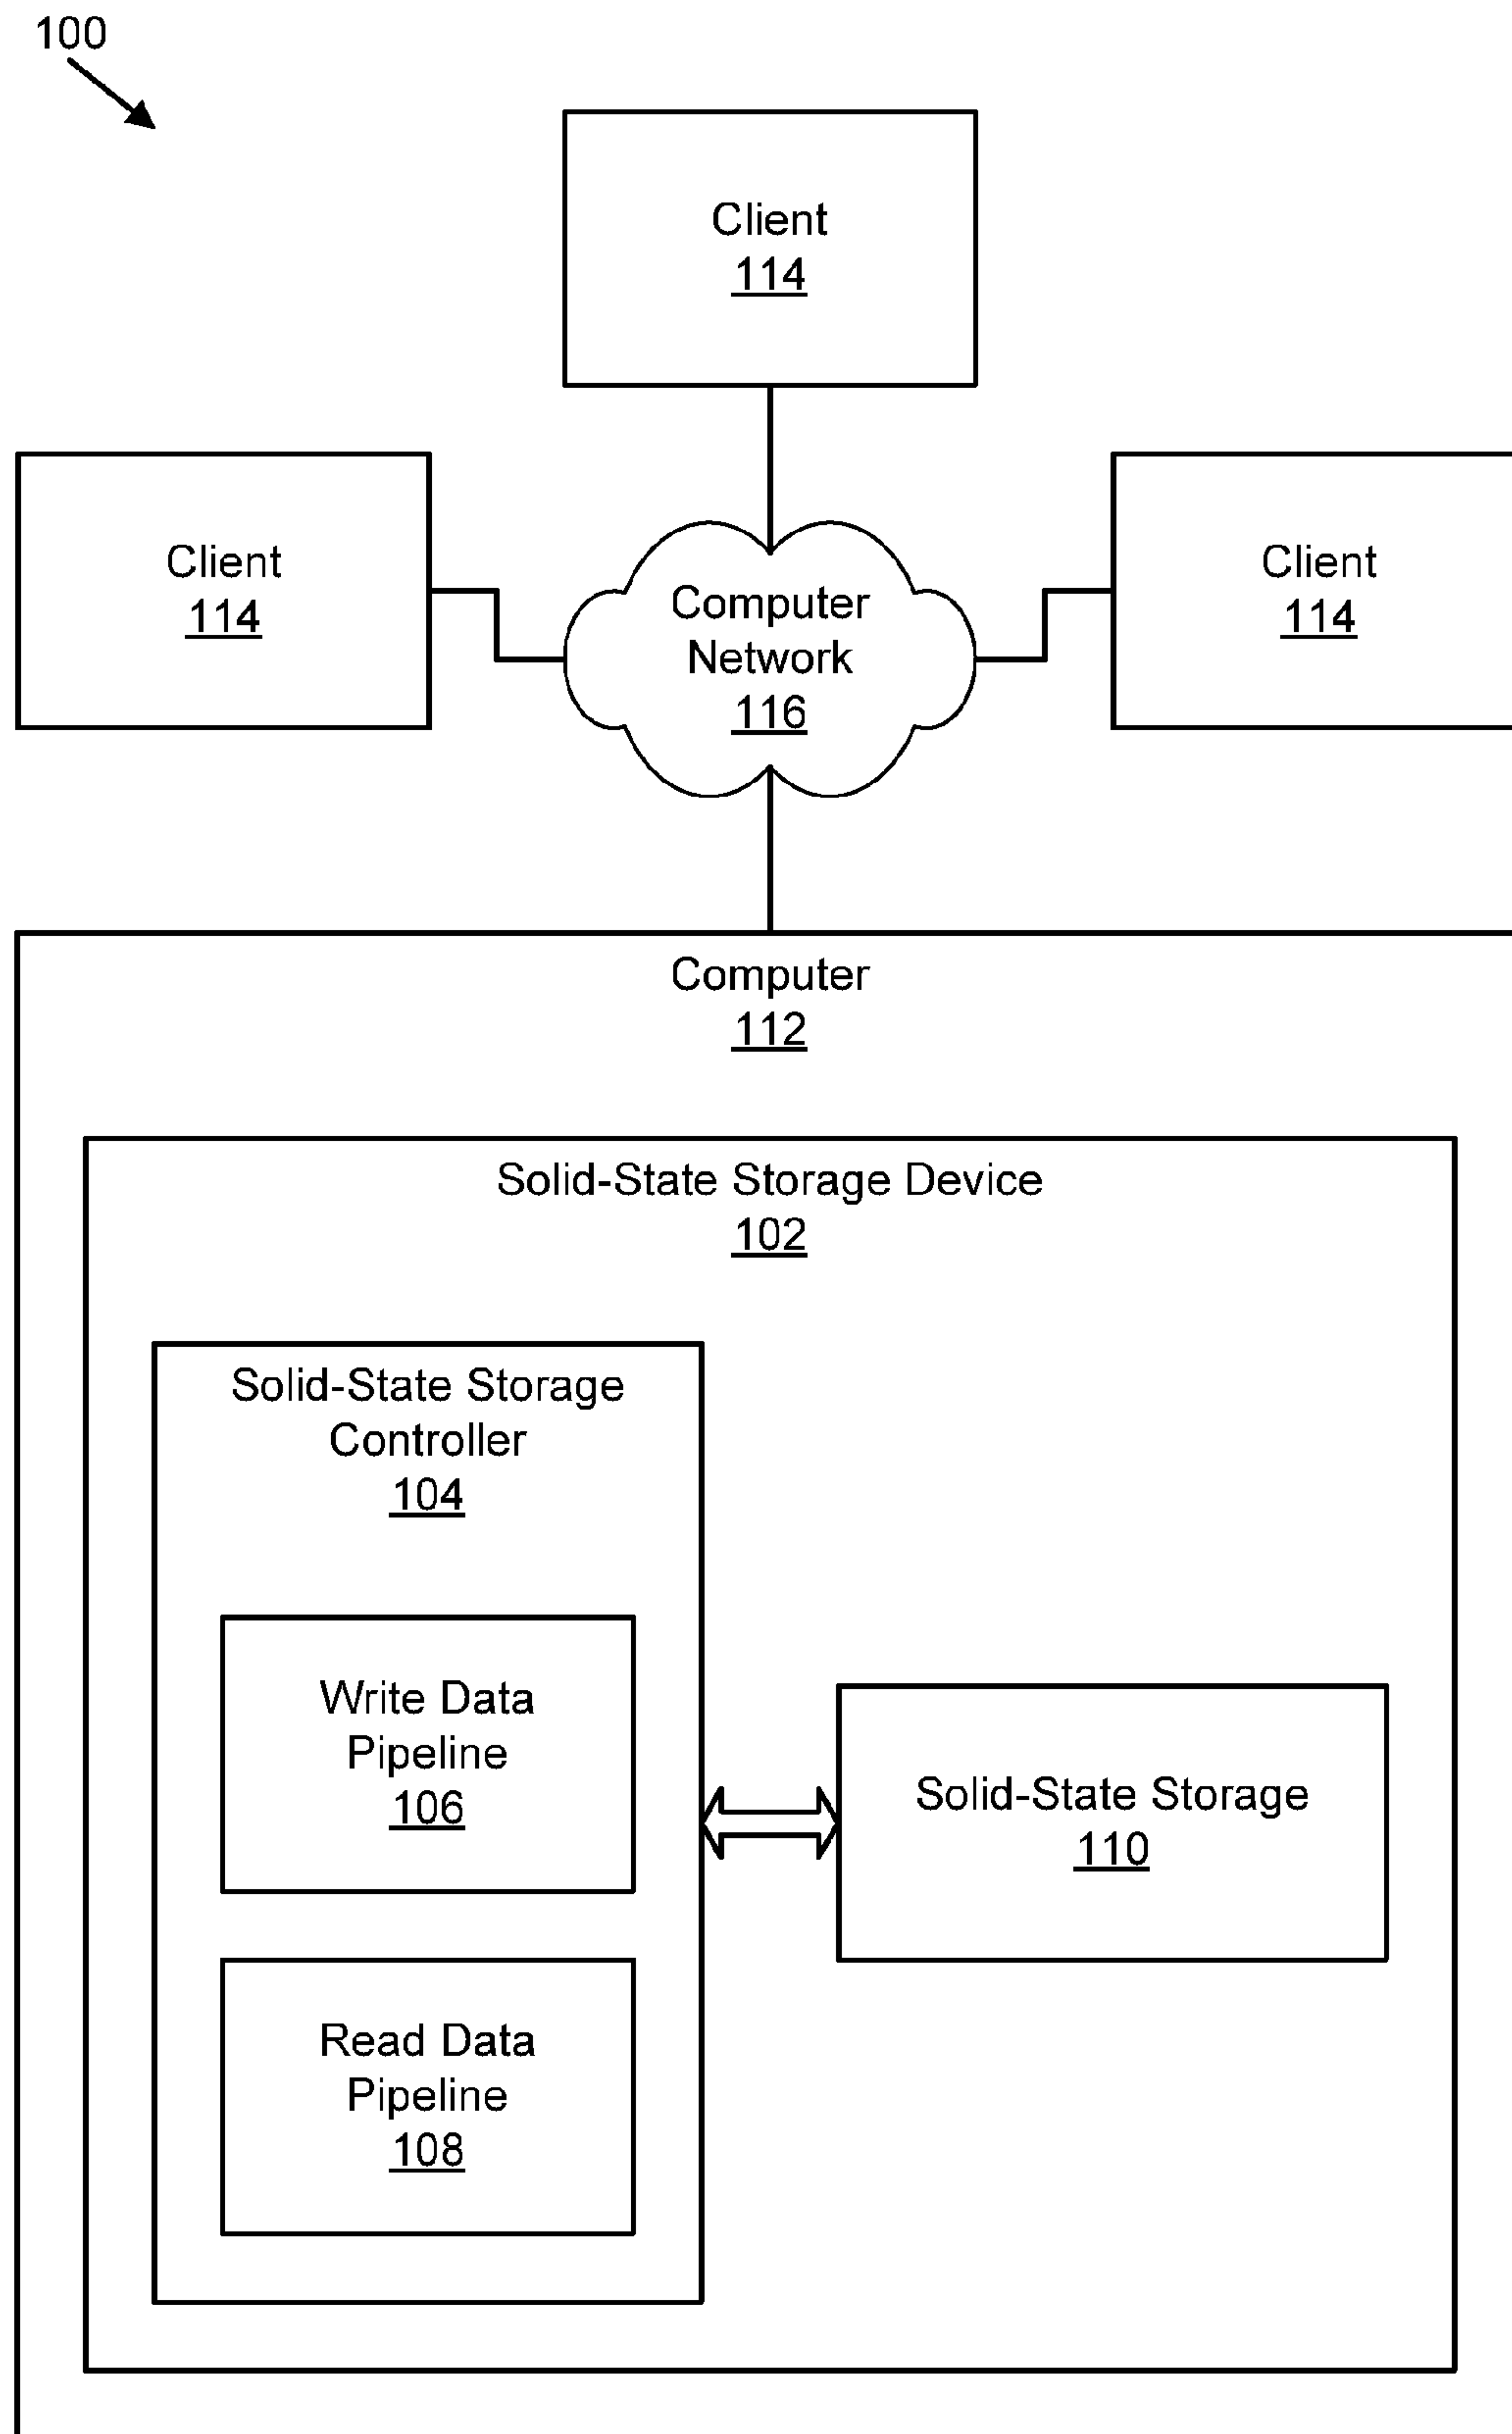 100
Client
114
Client
114
Client
114
Computer
Network
116
Computer
112
Solid-State Storage Device
102
Solid-State Storage
Controller
104
Write Data
Pipeline
106
Solid-State Storage
110
Read Data
Pipeline
108